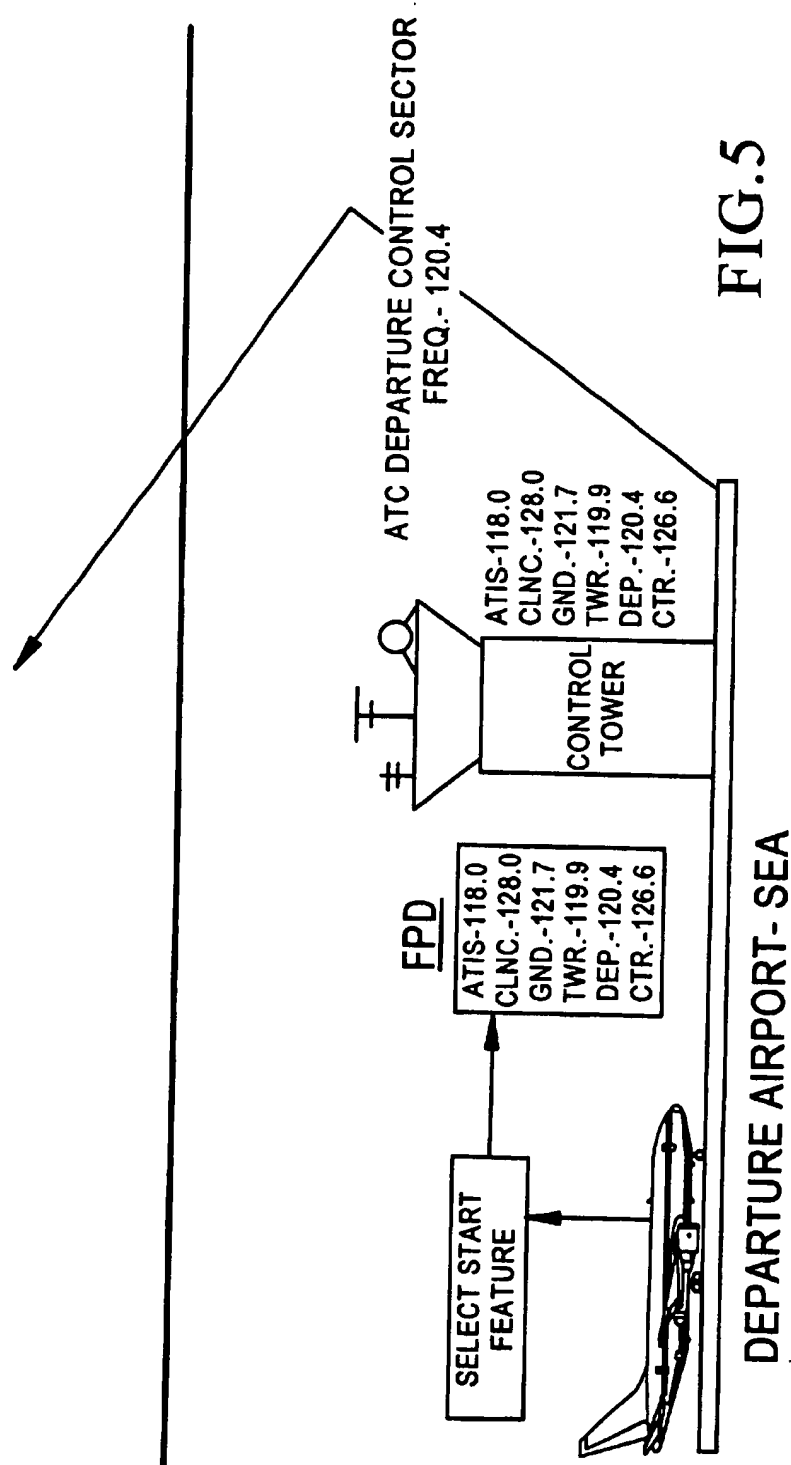 ATC DEPARTURE CONTROL SECTOR
FREQ.- 120.4
SELECT START
FEATURE
FPD
ATIS-118.0
CLNC.-128.0
GND.-121.7
TWR.-119.9
DEP.-120.4
CTR.-126.6
CONTROL
TOWER
ATIS-118.0
CLNC.-128.0
GND.-121.7
TWR.-119.9
DEP.-120.4
CTR.-126.6
DEPARTURE AIRPORT- SEA
FIG.5